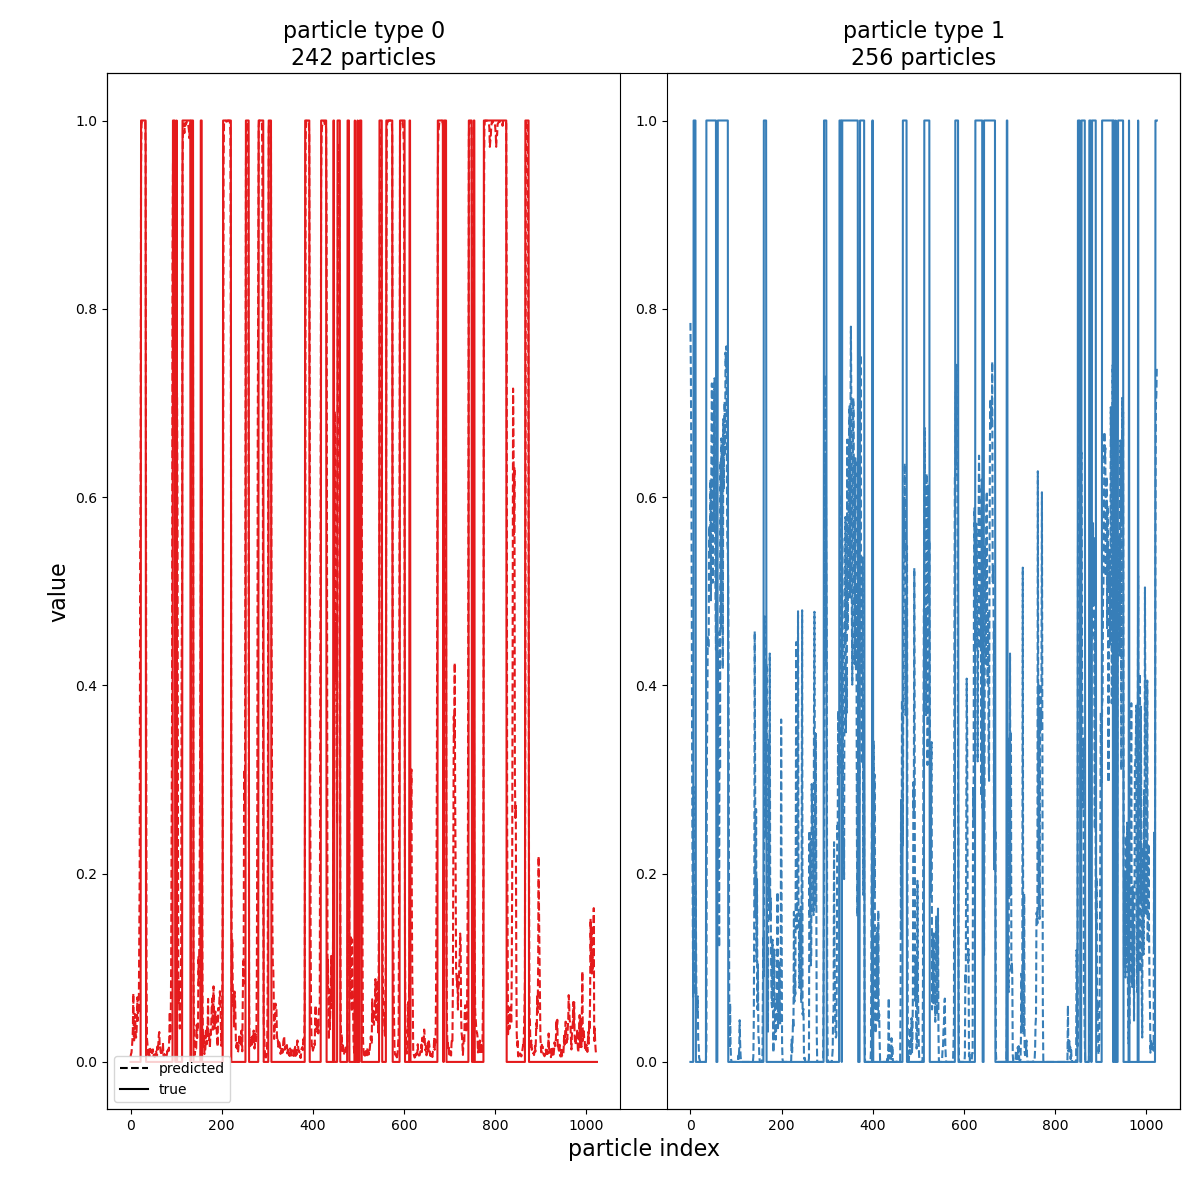 particle type 0
242 particles
particle type 1
256 particles
value
1.0
0.8
0.6
0.4
0.2
0.0
1.0
0.8
0.6
0.4
0.2
0.0
predicted
true
0 200 400 600 800 1000
0 200 400 600 800 1000
particle index